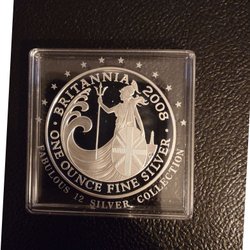 BRITANNIA 2008
ONE OUNCE FINE SILVER
FABULOUS 12 SILVER COLLECTION